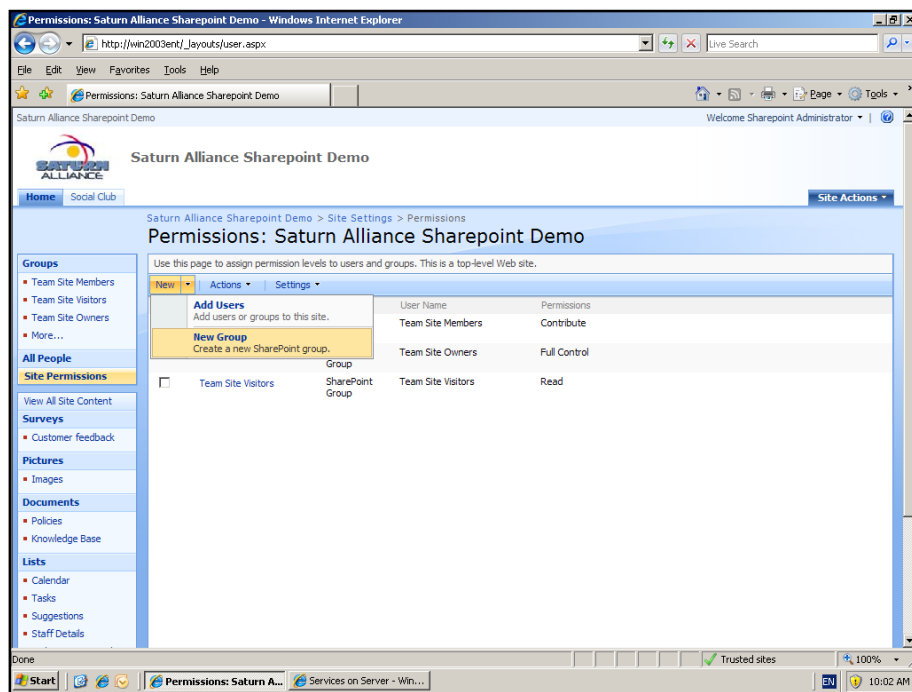 Permissions: Saturn Alliance Sharepoint Demo - Windows Internet Explorer
http://win2003ent/_layouts/user.aspx
Live Search
File Edit View Favorites Tools Help
Permissions: Saturn Alliance Sharepoint Demo
Page Tools
Saturn Alliance Sharepoint Demo
Welcome Sharepoint Administrator
SATURN
ALLIANCE
Saturn Alliance Sharepoint Demo
Home Social Club
Site Actions
Saturn Alliance Sharepoint Demo > Site Settings > Permissions
Permissions: Saturn Alliance Sharepoint Demo
Use this page to assign permission levels to users and groups. This is a top-level Web site.
New Actions Settings
Add Users
Add users or groups to this site.
New Group
Create a new SharePoint group.
User Name Permissions
Team Site Members Contribute
Team Site Owners Full Control
Group
Team Site Visitors SharePoint Team Site Visitors Read
Group
Groups
Team Site Members
Team Site Visitors
Team Site Owners
More...
All People
Site Permissions
View All Site Content
Surveys
Customer feedback
Pictures
Images
Documents
Policies
Knowledge Base
Lists
Calendar
Tasks
Suggestions
Staff Details
Done
Trusted sites
100%
Start
Permissions: Saturn A...
Services on Server - Win...
EN
10:02 AM